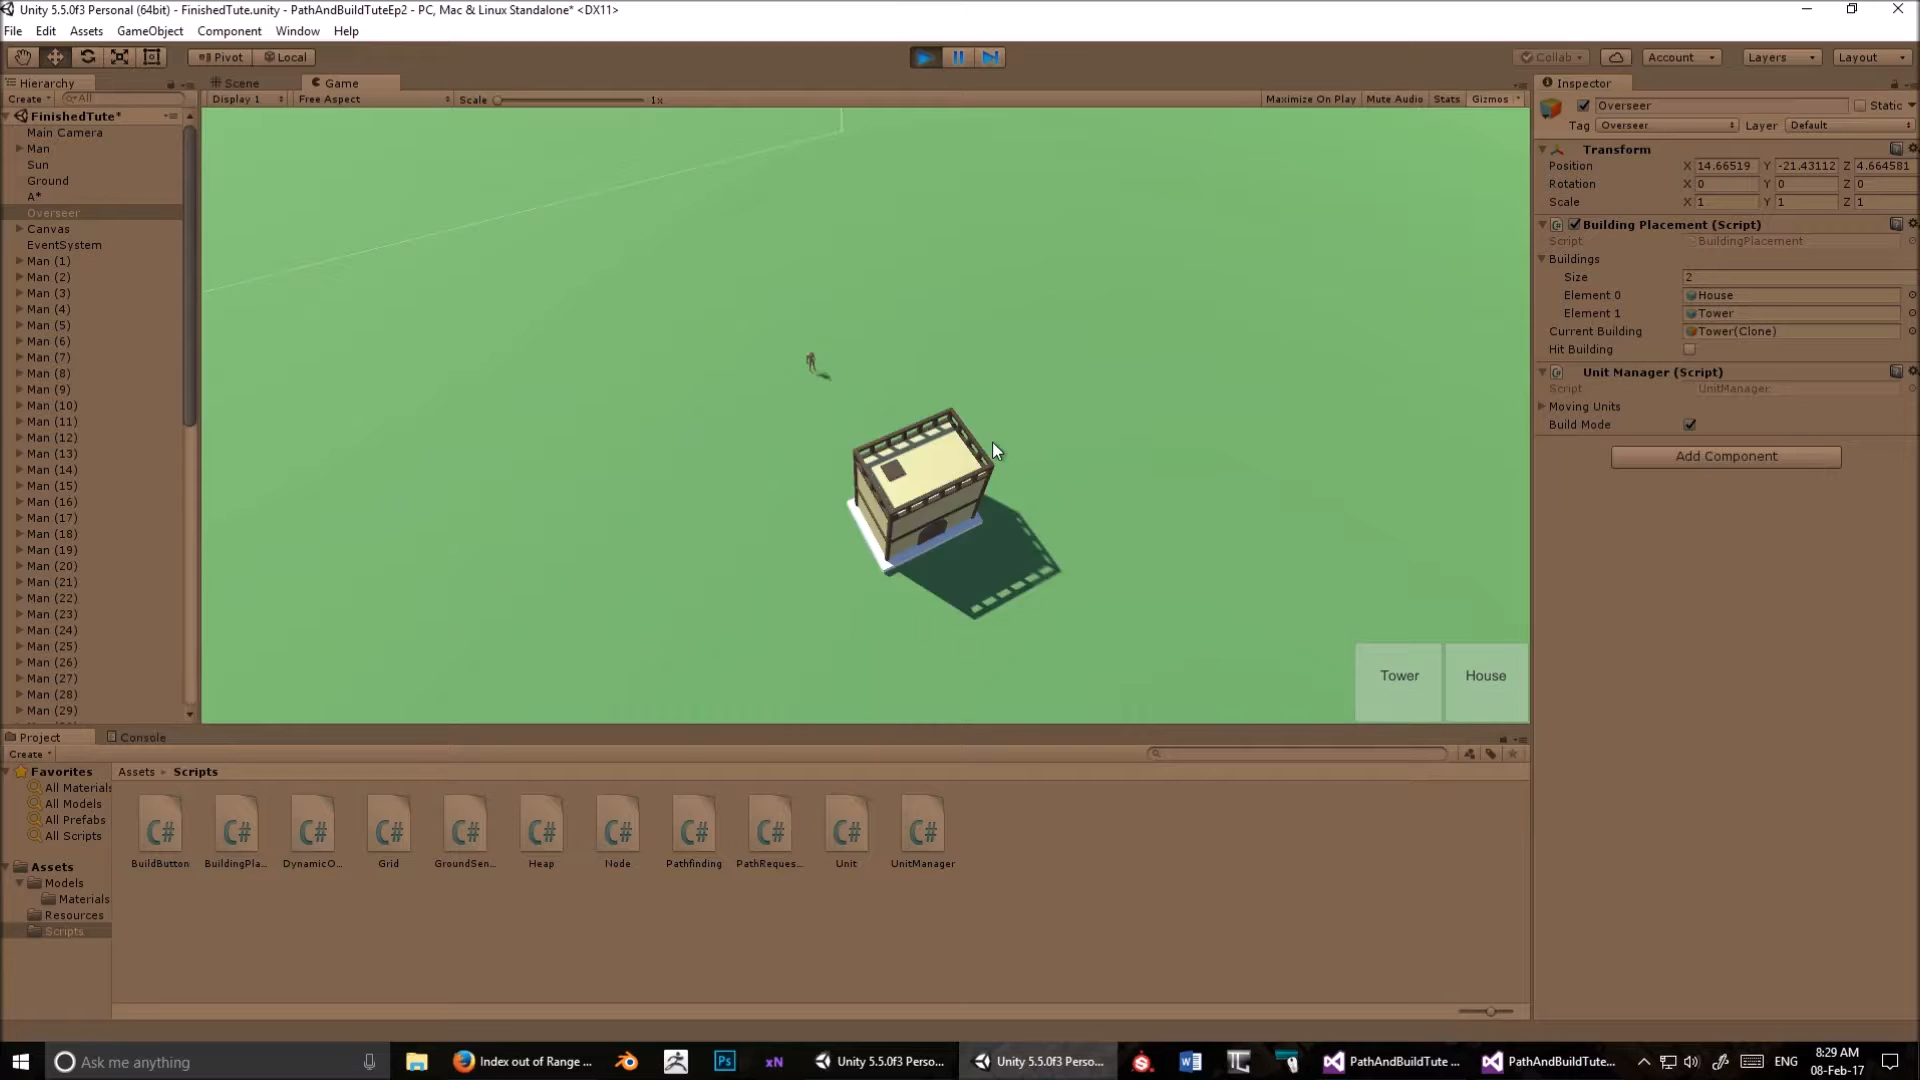 Unity 5.5.0f3 Personal (64bit) - FinishedTute.unity - PathAndBuildTuteEp2 - PC, Mac & Linux Standalone* <DX11>
File Edit Assets GameObject Component Window Help
Pivot Local Collab Account Layers Layout
Hierarchy Scene Game Inspector
Create All Display 1 Free Aspect Scale 1x Maximize On Play Mute Audio Stats Gizmos
FinishedTute*
Main Camera
Man
Sun
Ground
A*
Overseer
Canvas
EventSystem
Man (1)
Man (2)
Man (3)
Man (4)
Man (5)
Man (6)
Man (7)
Man (8)
Man (9)
Man (10)
Man (11)
Man (12)
Man (13)
Man (14)
Man (15)
Man (16)
Man (17)
Man (18)
Man (19)
Man (20)
Man (21)
Man (22)
Man (23)
Man (24)
Man (25)
Man (26)
Man (27)
Man (28)
Man (29)
Tower House
Overseer Static
Tag Overseer Layer Default
Transform
Position X 14.66519 Y -21.43112 Z 4.664581
Rotation X 0 Y 0 Z 0
Scale X 1 Y 1 Z 1
Building Placement (Script)
Script BuildingPlacement
Buildings
Size 2
Element 0 House
Element 1 Tower
Current Building Tower(Clone)
Hit Building
Unit Manager (Script)
Script UnitManager
Moving Units
Build Mode
Add Component
Project Console
Create
Favorites
All Materials
All Models
All Prefabs
All Scripts
Assets
Models
Materials
Resources
Scripts
Assets Scripts
C# C# C# C# C# C# C# C# C# C# C#
BuildButton BuildingPla... DynamicO... Grid GroundSen... Heap Node Pathfinding PathReques... Unit UnitManager
Ask me anything Index out of Range ... Ps xN Unity 5.5.0f3 Perso... Unity 5.5.0f3 Perso... PathAndBuildTute ... PathAndBuildTute... ENG 8:29 AM
08-Feb-17